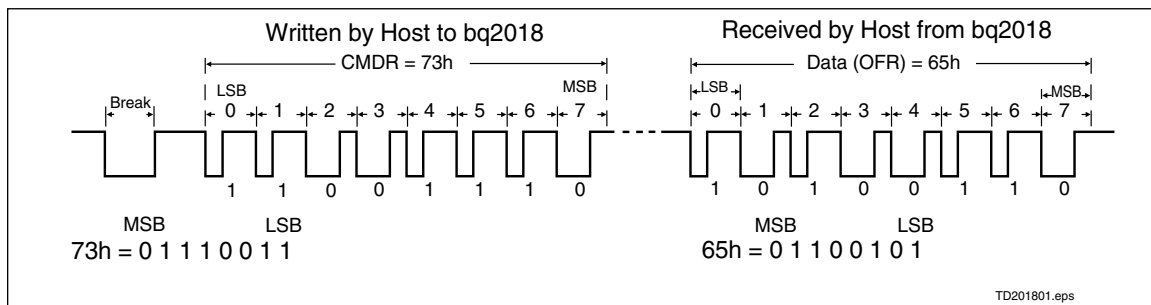 Written by Host to bq2018
Received by Host from bq2018
CMDR = 73h
Data (OFR) = 65h
Break
LSB
MSB
LSB
MSB
0 1 2 3 4 5 6 7
0 1 2 3 4 5 6 7
1 1 0 0 1 1 1 0
1 0 1 0 0 1 1 0
MSB LSB
73h = 0 1 1 1 0 0 1 1
MSB LSB
65h = 0 1 1 0 0 1 0 1
TD201801.eps